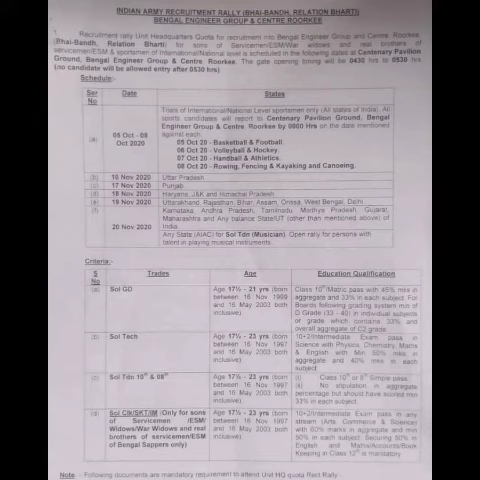 INDIAN ARMY RECRUITMENT RALLY (BHAI-BANDH, RELATION BHARTI)
BENGAL ENGINEER GROUP & CENTRE ROORKEE
Recruitment rally Unit Headquarters Quota for recruitment into Bengal Engineer Group and Centre, Roorkee,
(Bhai-Bandh, Relation Bharti) for sons of Servicemen/ESM/War widows and real brothers of
servicemen/ESM & sportsmen of International/National level is scheduled in the following dates at Centenary Pavilion
Ground, Bengal Engineer Group & Centre, Roorkee. The gate opening timing will be 0430 hrs to 0530 hrs
(no candidate will be allowed entry after 0530 hrs)
Schedule:-
Ser No Date States
(a) 05 Oct - 08 Oct 2020 Trials of International/National Level sportsmen only (All states of India). All
sports candidates will report to Centenary Pavilion Ground, Bengal
Engineer Group & Centre, Roorkee by 0800 Hrs on the date mentioned
against each:
05 Oct 20 - Basketball & Football.
06 Oct 20 - Volleyball & Hockey.
07 Oct 20 - Handball & Athletics.
08 Oct 20 - Rowing, Fencing & Kayaking and Canoeing.
(b) 16 Nov 2020 Uttar Pradesh
(c) 17 Nov 2020 Punjab
(d) 18 Nov 2020 Haryana, J&K and Himachal Pradesh
(e) 19 Nov 2020 Uttarakhand, Rajasthan, Bihar, Assam, Orissa, West Bengal, Delhi
(f) 20 Nov 2020 Karnataka, Andhra Pradesh, Tamilnadu, Madhya Pradesh, Gujarat,
Maharastra and Any balance State/UT (other than mentioned above) of
India.
Any State (AIAC) for Sol Tdn (Musician) Open rally for persons with
talent in playing musical instruments.
Criteria:-
S No Trades Age Education Qualification
(a) Sol GD Age 17½ - 21 yrs (born
between 16 Nov 1999
and 16 May 2003 both
inclusive)
Class 10th/Matric pass with 45% mks in
aggregate and 33% in each subject. For
Boards following grading system min of
D Grade (33 - 40) in individual subjects
or grade which contains 33% and
overall aggregate of C2 grade
(b) Sol Tech Age 17½ - 23 yrs (born
between 16 Nov 1997
and 16 May 2003 both
inclusive)
10+2/Intermediate Exam pass in
Science with Physics, Chemistry, Maths
& English with Min 50% mks in
aggregate and 40% mks in each
subject
(c) Sol Tdn 10th & 08th Age 17½ - 23 yrs (born
between 16 Nov 1997
and 16 May 2003 both
inclusive)
(i) Class 10th or 8th Simple pass.
(ii) No stipulation in aggregate
percentage but should have scored min
33% in each subject.
(d) Sol Clk/SKT/IM (Only for sons
of Servicemen /ESM/
Widows/War Widows and real
brothers of servicemen/ESM
of Bengal Sappers only)
Age 17½ - 23 yrs (born
between 16 Nov 1997
and 16 May 2003 both
inclusive)
10+2/Intermediate Exam pass in any
stream (Arts, Commerce & Science)
with 60% marks in aggregate and min
50% in each subject. Securing 50% in
English and Maths/Accounts/Book
Keeping in Class 12th is mandatory
Note :- Following documents are mandatory requirement to attend Unit HQ quota Rect Rally:-